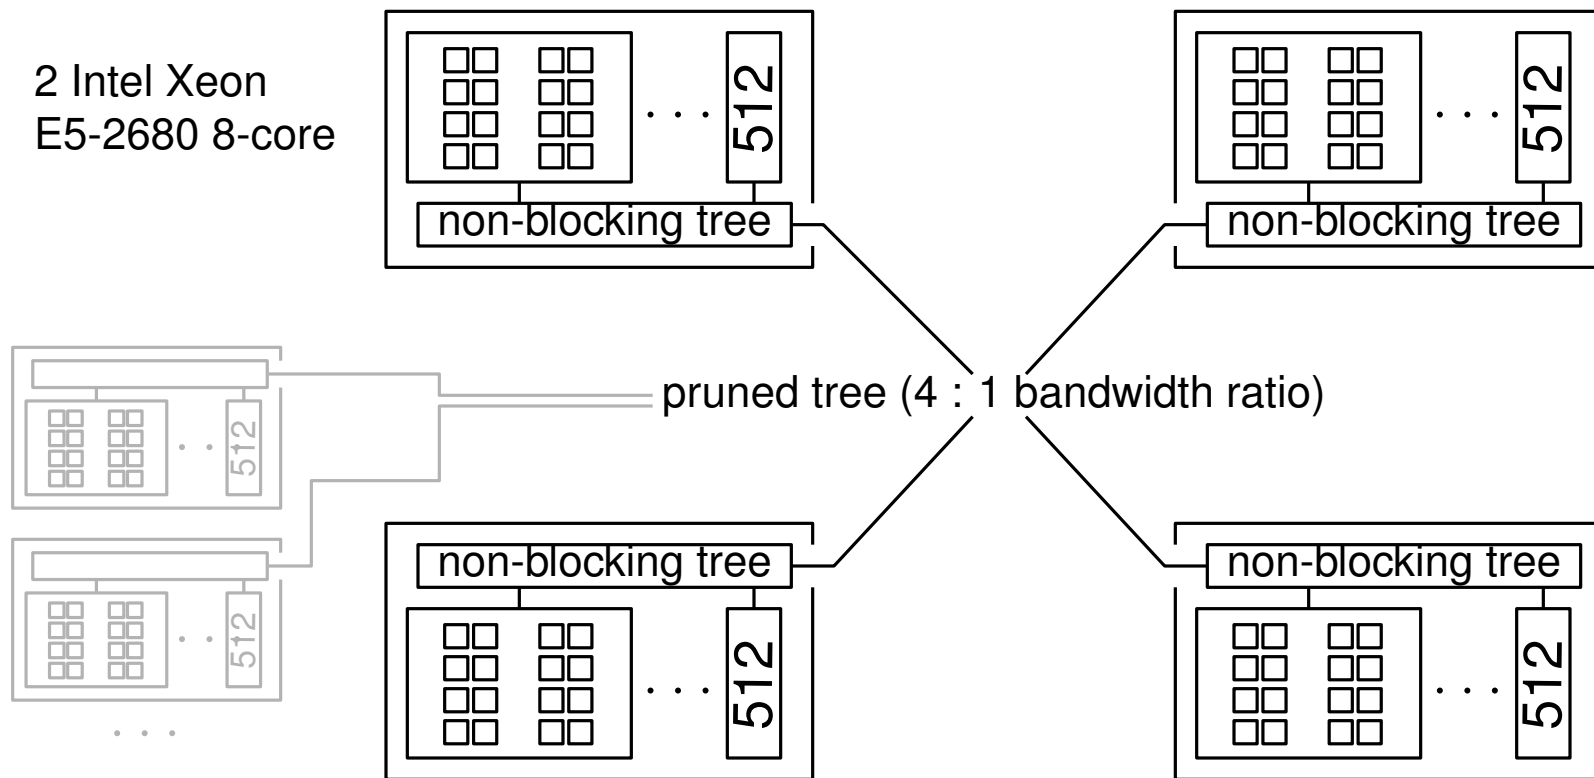 2 Intel Xeon
E5-2680 8-core
. . .
512
non-blocking tree
. . .
512
non-blocking tree
pruned tree (4 : 1 bandwidth ratio)
. . .
512
. . .
512
. . .
non-blocking tree
. . .
512
non-blocking tree
. . .
512